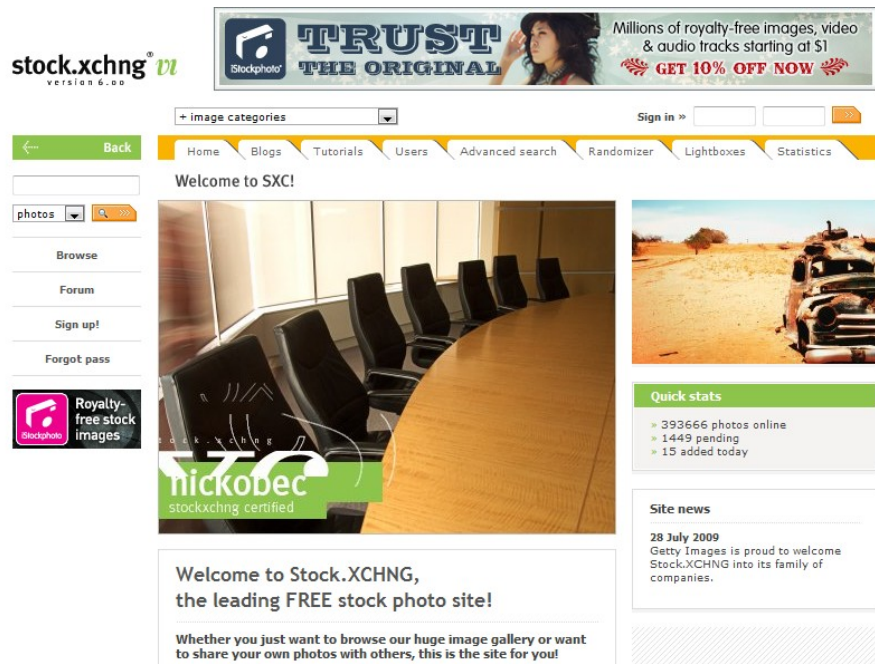 stock.xchng® vi
version 6.00
iStockphoto®
TRUST
THE ORIGINAL
Millions of royalty-free images, video
& audio tracks starting at $1
GET 10% OFF NOW
+ image categories
Sign in »
Back
Home
Blogs
Tutorials
Users
Advanced search
Randomizer
Lightboxes
Statistics
Welcome to SXC!
photos
Browse
Forum
Sign up!
Forgot pass
iStockphoto
Royalty-
free stock
images
stock.xchng
nickobec
stockxchng certified
Quick stats
» 393666 photos online
» 1449 pending
» 15 added today
Site news
28 July 2009
Getty Images is proud to welcome
Stock.XCHNG into its family of
companies.
Welcome to Stock.XCHNG,
the leading FREE stock photo site!
Whether you just want to browse our huge image gallery or want
to share your own photos with others, this is the site for you!